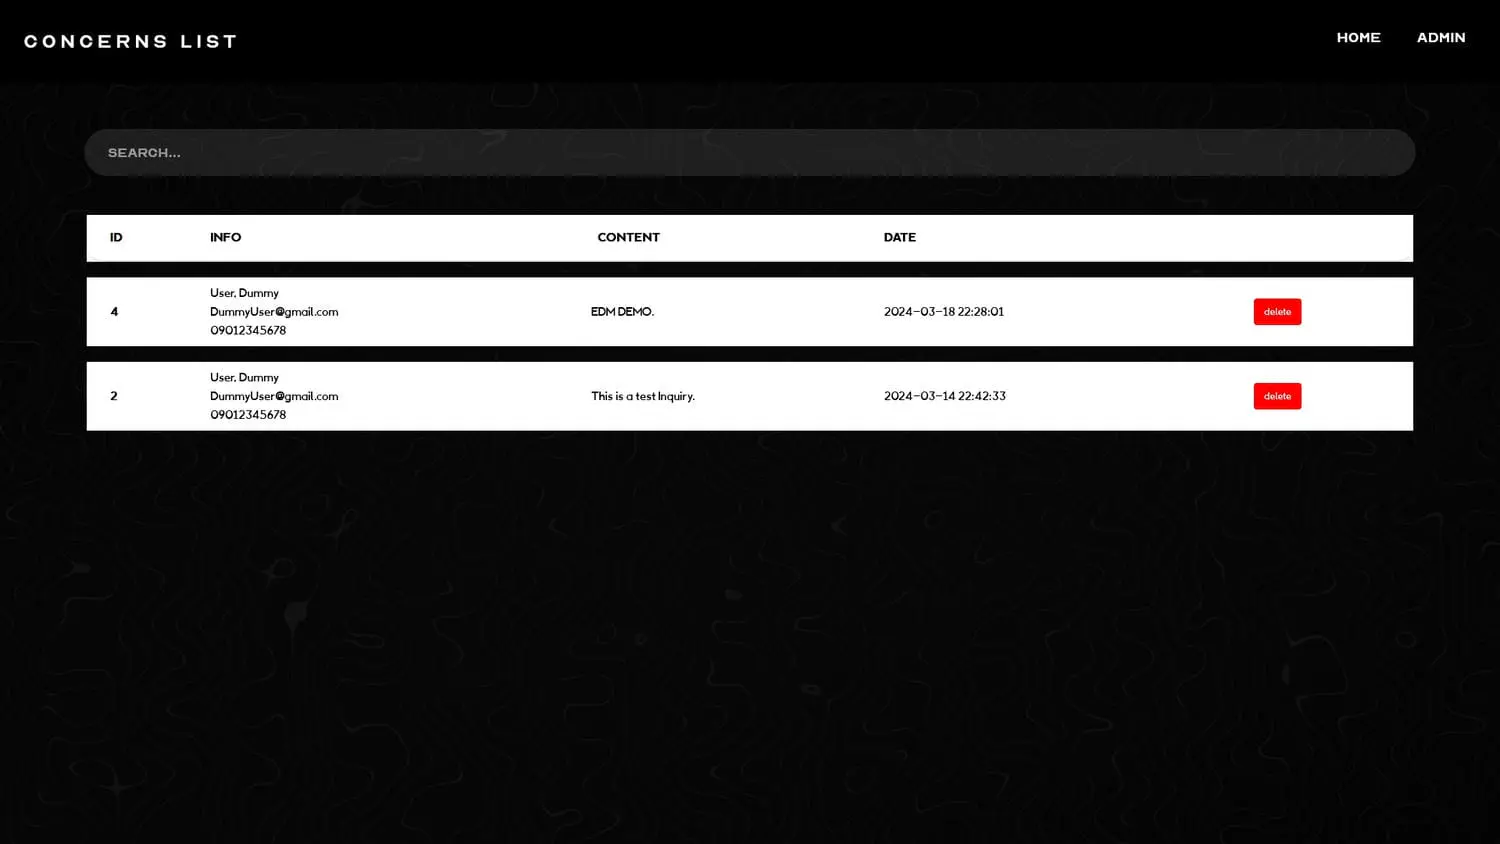 CONCERNS LIST
HOME ADMIN
SEARCH...
ID INFO CONTENT DATE
User, Dummy
DummyUser@gmail.com
09012345678
4
EDM DEMO.
2024-03-18 22:28:01
delete
User, Dummy
DummyUser@gmail.com
09012345678
2
This is a test Inquiry.
2024-03-14 22:42:33
delete